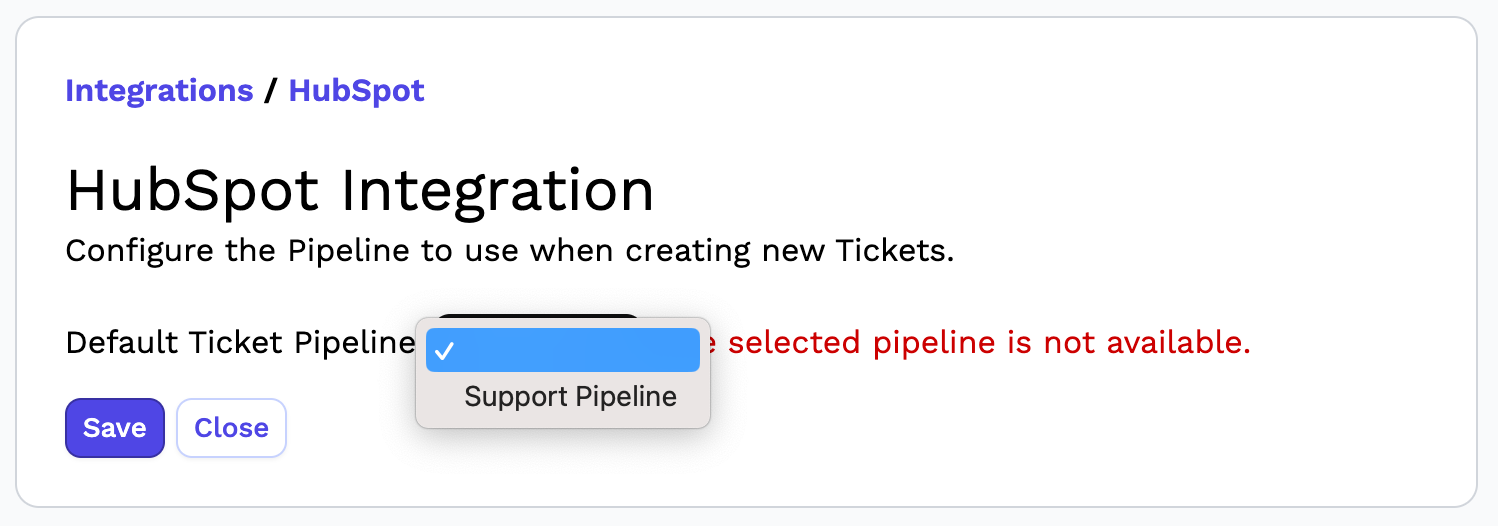 Integrations / HubSpot
HubSpot Integration
Configure the Pipeline to use when creating new Tickets.
Default Ticket Pipeline selected pipeline is not available.
Support Pipeline
Save Close